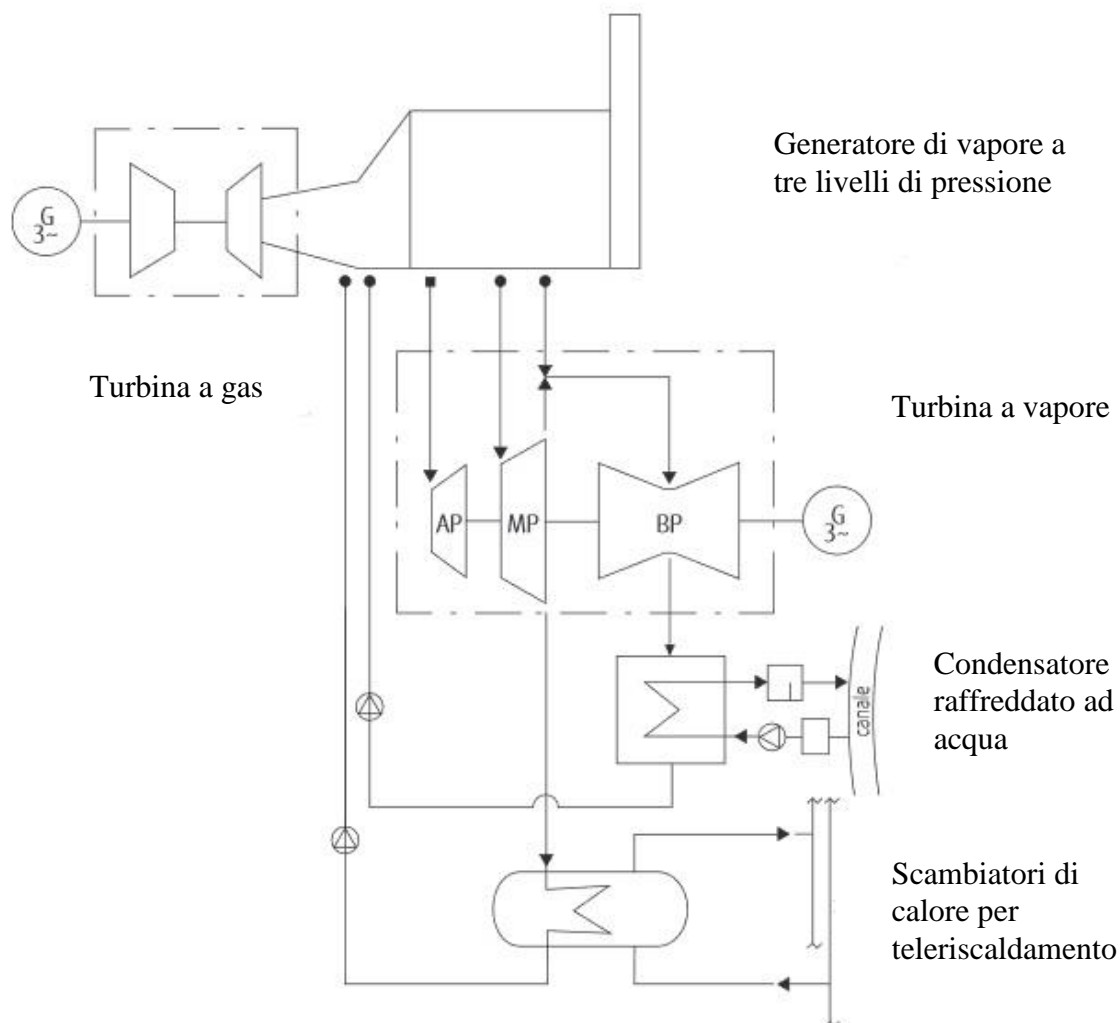 Generatore di vapore a
tre livelli di pressione
G
3~
Turbina a gas
Turbina a vapore
AP
MP
BP
G
3~
Condensatore
raffreddato ad
acqua
canale
Scambiatori di
calore per
teleriscaldamento